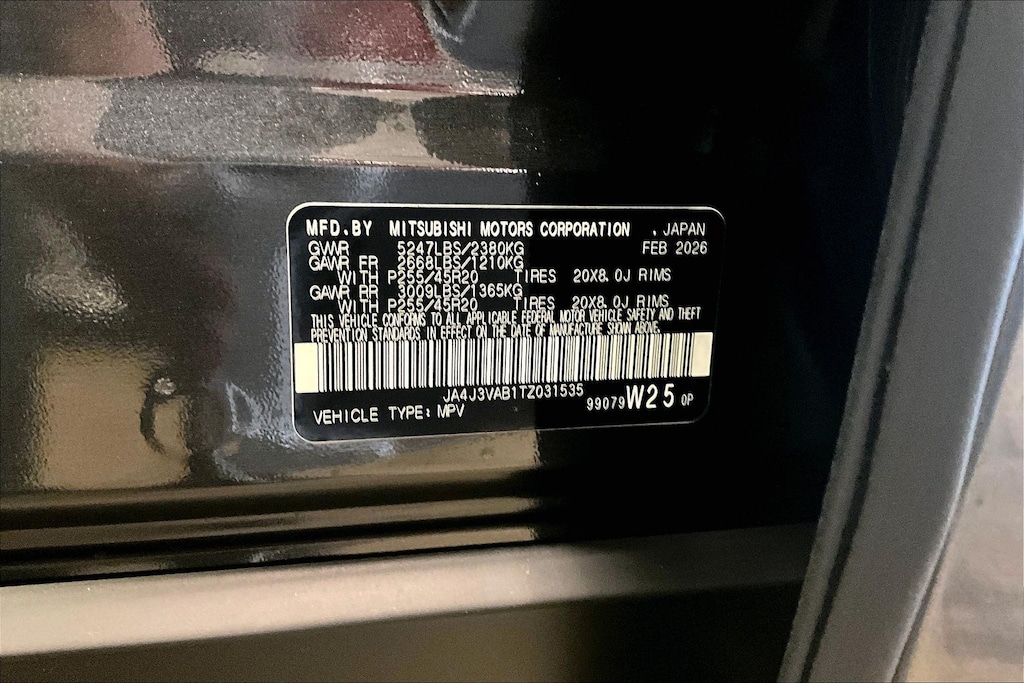 MFD.BY MITSUBISHI MOTORS CORPORATION , JAPAN
GVWR 5247LBS/2380KG FEB 2026
GAWR FR 2668LBS/1210KG
WITH P255/45R20 TIRES 20X8.0J RIMS
GAWR RR 3009LBS/1365KG
WITH P255/45R20 TIRES 20X8.0J RIMS
THIS VEHICLE CONFORMS TO ALL APPLICABLE FEDERAL MOTOR VEHICLE SAFETY AND THEFT
PREVENTION STANDARDS IN EFFECT ON THE DATE OF MANUFACTURE SHOWN ABOVE.
JA4J3VAB1TZ031535
VEHICLE TYPE: MPV 99079 W25 OP